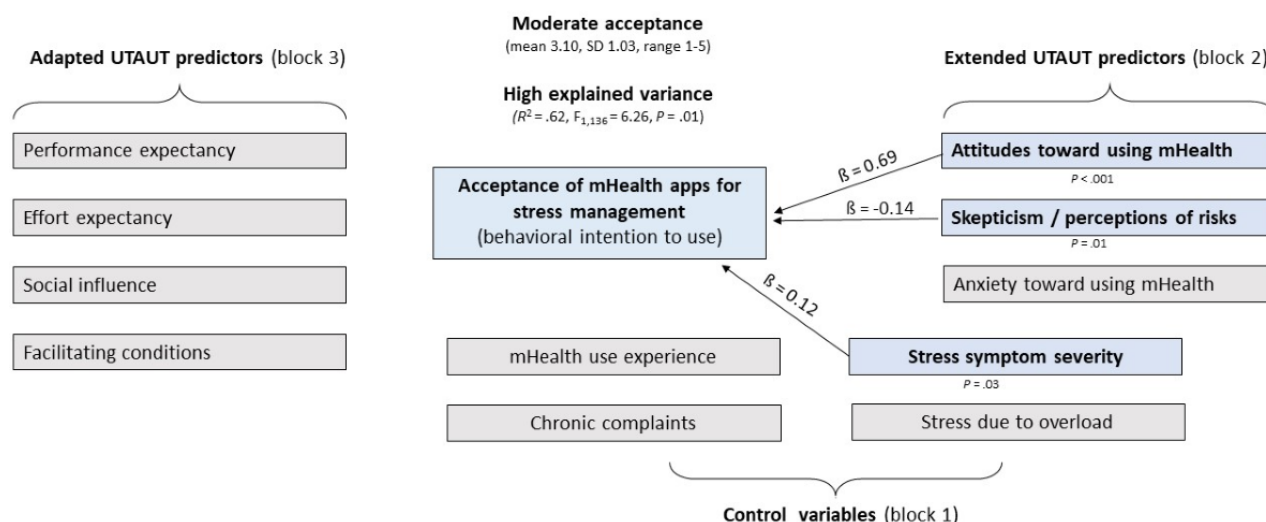 Moderate acceptance
(mean 3.10, SD 1.03, range 1-5)
High explained variance
(R² = .62, F₁,₁₃₆ = 6.26, P = .01)
Adapted UTAUT predictors (block 3)
Performance expectancy
Effort expectancy
Social influence
Facilitating conditions
Acceptance of mHealth apps for
stress management
(behavioral intention to use)
ß = 0.69
ß = -0.14
ß = 0.12
Extended UTAUT predictors (block 2)
Attitudes toward using mHealth
P < .001
Skepticism / perceptions of risks
P = .01
Anxiety toward using mHealth
mHealth use experience
Stress symptom severity
P = .03
Chronic complaints
Stress due to overload
Control variables (block 1)